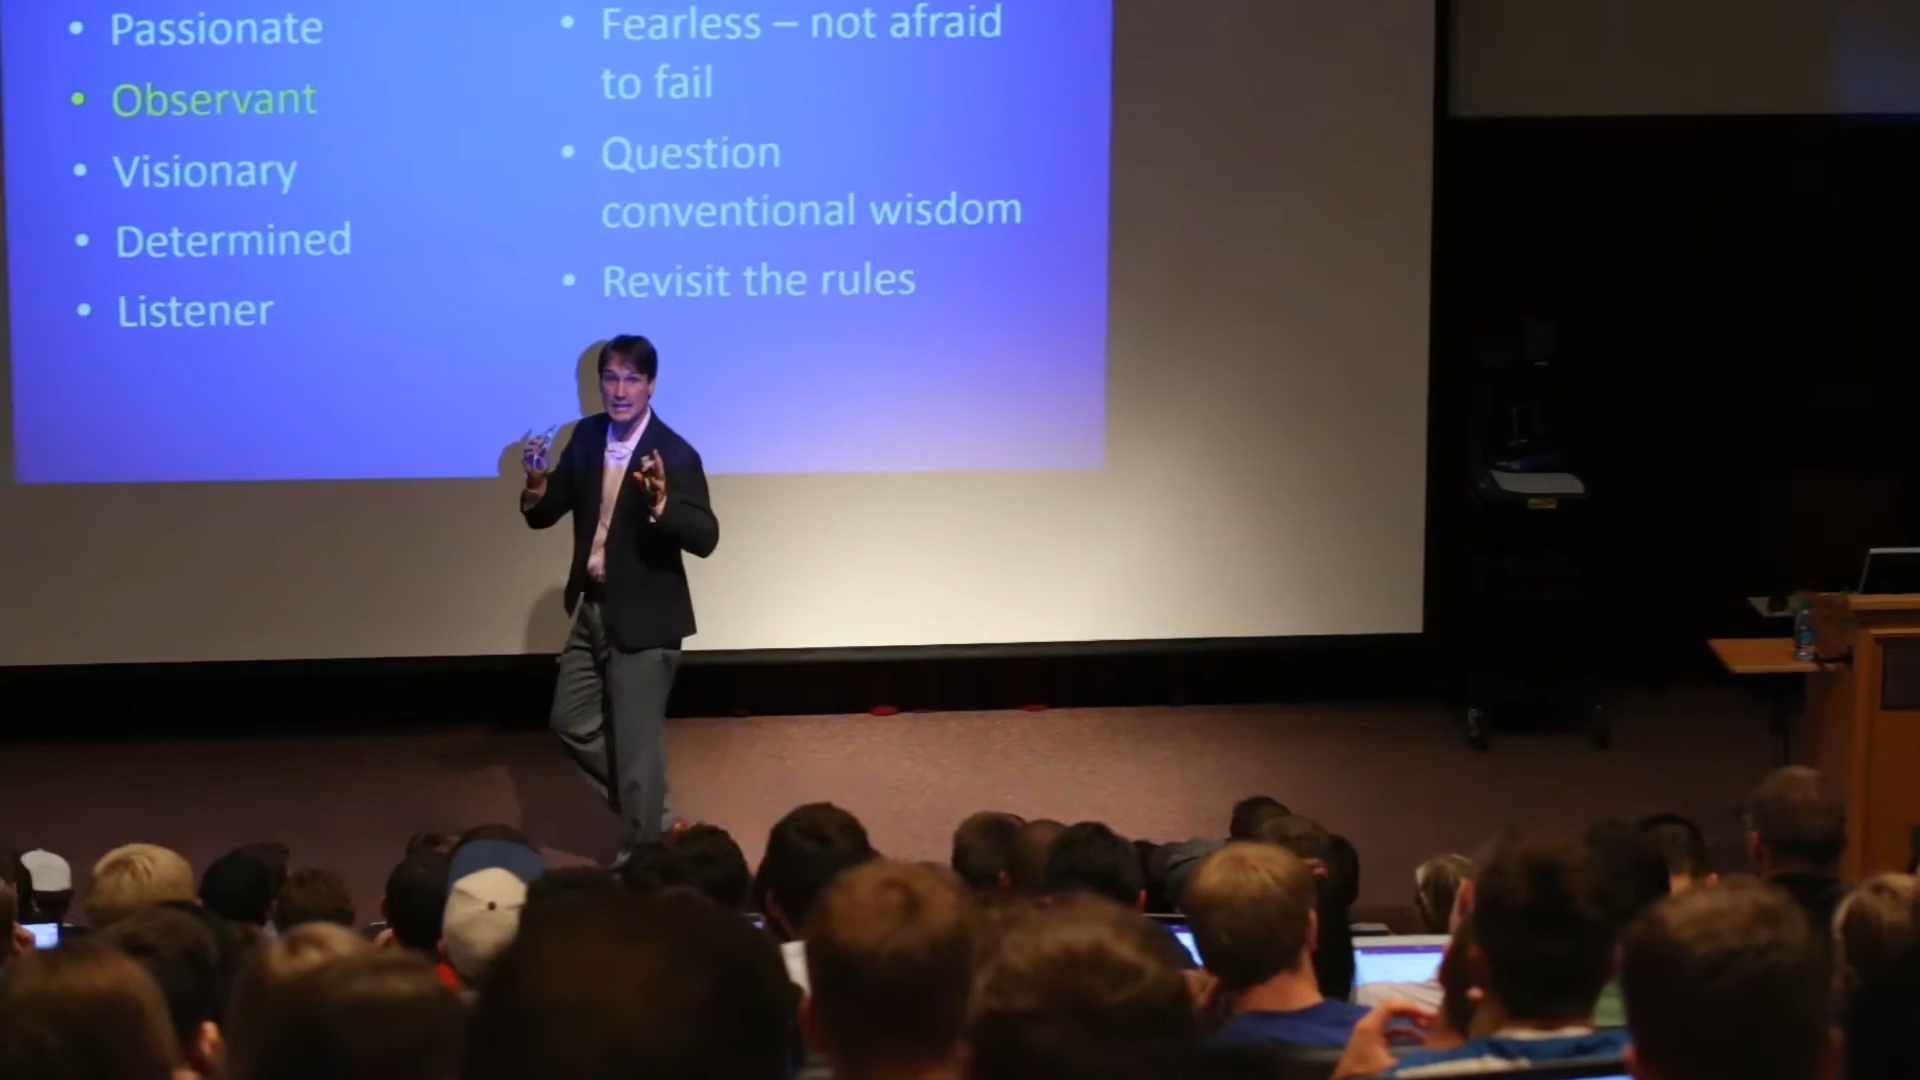 • Passionate
• Observant
• Visionary
• Determined
• Listener
• Fearless – not afraid
to fail
• Question
conventional wisdom
• Revisit the rules